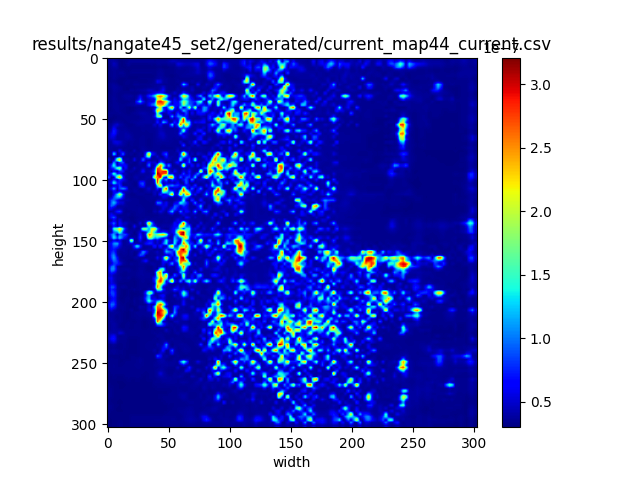 results/nangate45_set2/generated/current_map44_current.csv
1e−7
0
50
100
150
200
250
300
height
0 50 100 150 200 250 300
width
3.0
2.5
2.0
1.5
1.0
0.5